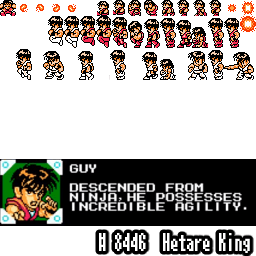 GUY
DESCENDED FROM
NINJA, HE POSSESSES
INCREDIBLE AGILITY.
A 8446 Hetare King